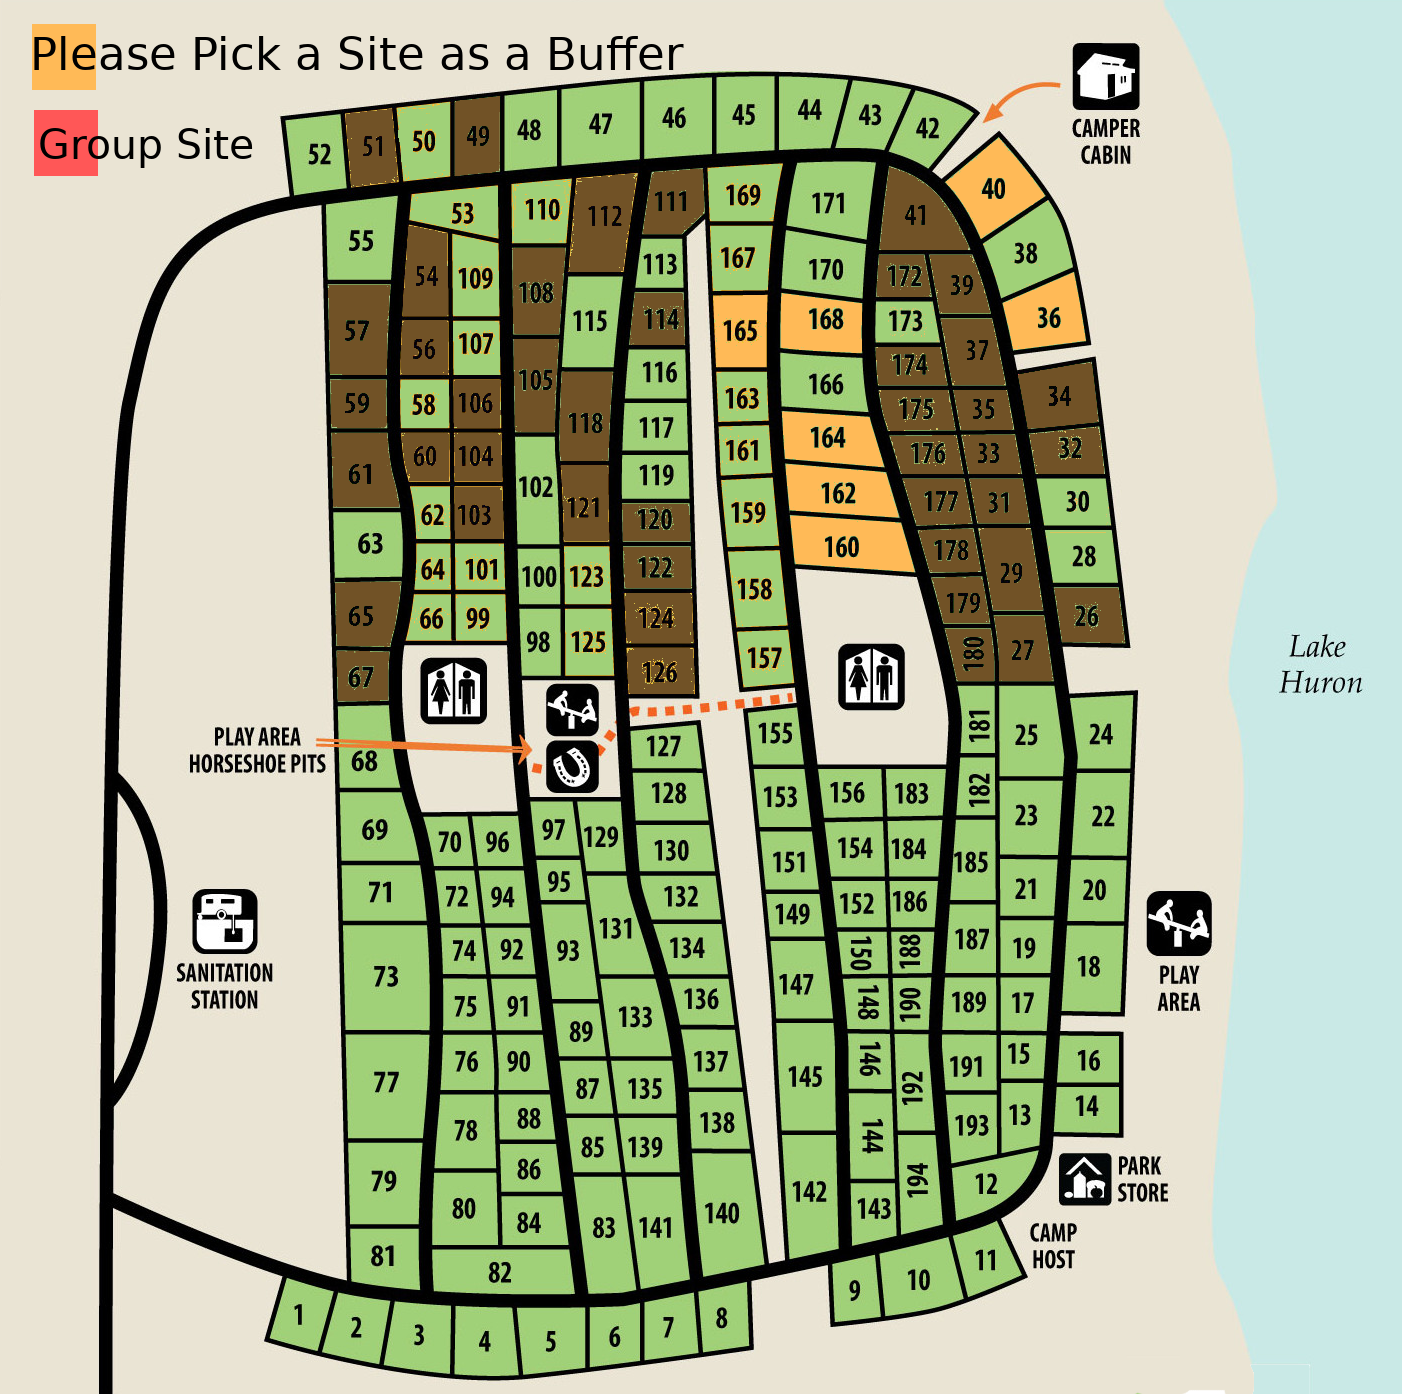 Please Pick a Site as a Buffer
Group Site
CAMPER
CABIN
52 51 50 49 48 47 46 45 44 43 42
40
38
36
55 53 110 112 111 169 171 41
54 109 108 115 113 167 170 172 39
57 56 107 105 118 114 165 168 173 37
59 58 106 102 121 116 163 166 174 35 34
61 60 104 100 123 117 161 164 175 33 32
63 62 103 98 125 119 159 162 176 31 30
65 64 101 120 158 160 177 29 28
67 66 99 122 157 178 27 26
124 179
126 180
Lake
Huron
PLAY AREA
HORSESHOE PITS
68 127 155 181 25 24
69 70 96 97 129 128 153 156 183 182 23 22
71 72 94 95 131 130 151 154 184 185 21 20
73 74 92 93 133 132 149 152 186 187 19 18
77 75 91 89 135 134 147 150 188 189 17
79 76 90 87 139 136 145 148 190 191 15 16
81 78 88 85 141 137 142 146 192 193 13 14
80 86 83 138 144 194 12
84 140 143
82
SANITATION
STATION
PLAY
AREA
PARK
STORE
CAMP
HOST
1 2 3 4 5 6 7 8 9 10 11